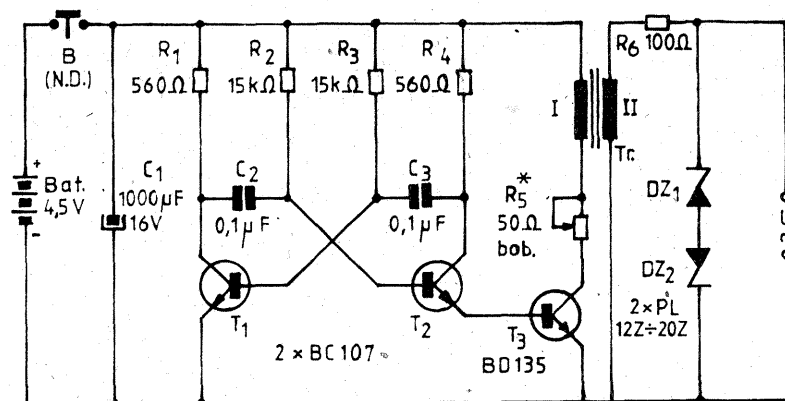 B
(N.D.)
R1
560Ω
R2
15kΩ
R3
15kΩ
R4
560Ω
R6
100Ω
I
II
Tr.
C1
1000µF
16V
+
Bat.
4,5V
-
C2
0,1µF
C3
0,1µF
R5*
50Ω
bob.
DZ1
DZ2
2×PL
12Z÷20Z
T1
T2
T3
2×BC107
BD135